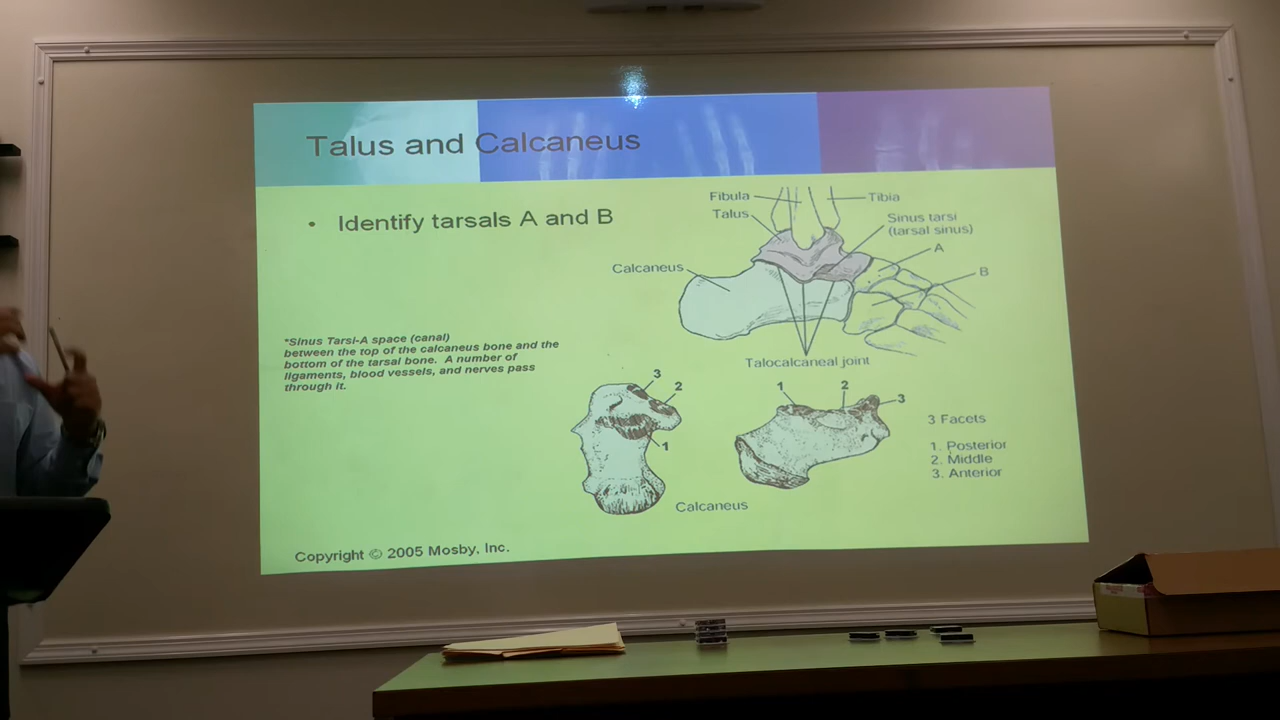 Talus and Calcaneus
• Identify tarsals A and B
Fibula
Tibia
Talus
Sinus tarsi
(tarsal sinus)
A
Calcaneus
B
*Sinus Tarsi-A space (canal)
between the top of the calcaneus bone and the
bottom of the tarsal bone. A number of
ligaments, blood vessels, and nerves pass
through it.
Talocalcaneal joint
3
2
1
1
2
3
3 Facets
1. Posterior
2. Middle
3. Anterior
Calcaneus
Copyright © 2005 Mosby, Inc.